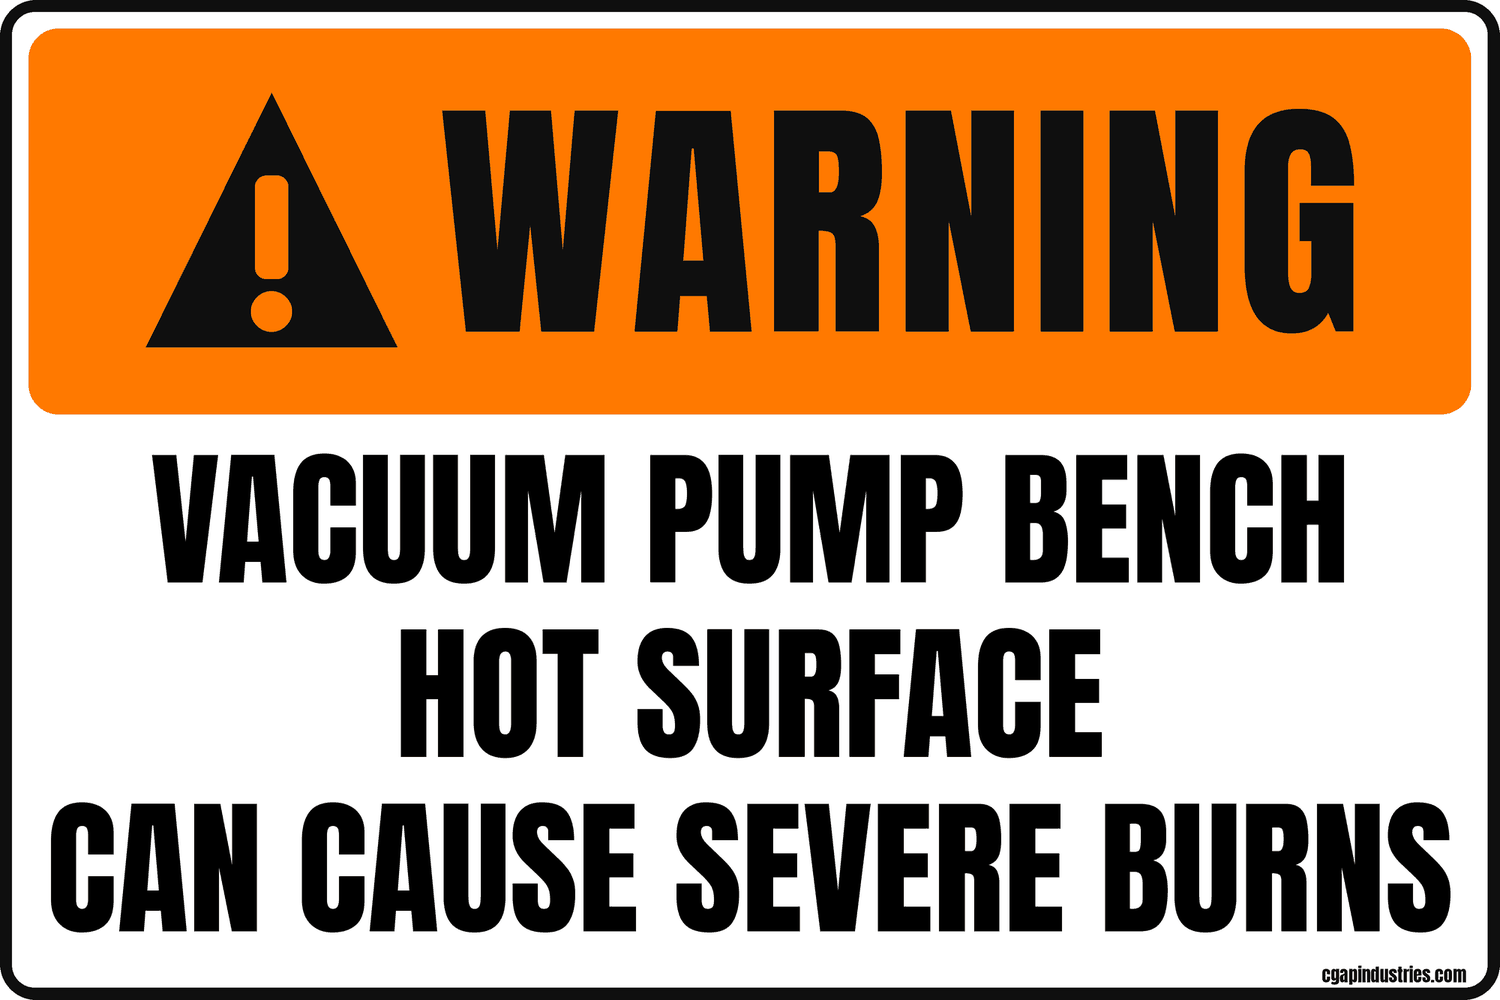 WARNING
VACUUM PUMP BENCH
HOT SURFACE
CAN CAUSE SEVERE BURNS
cgapindustries.com